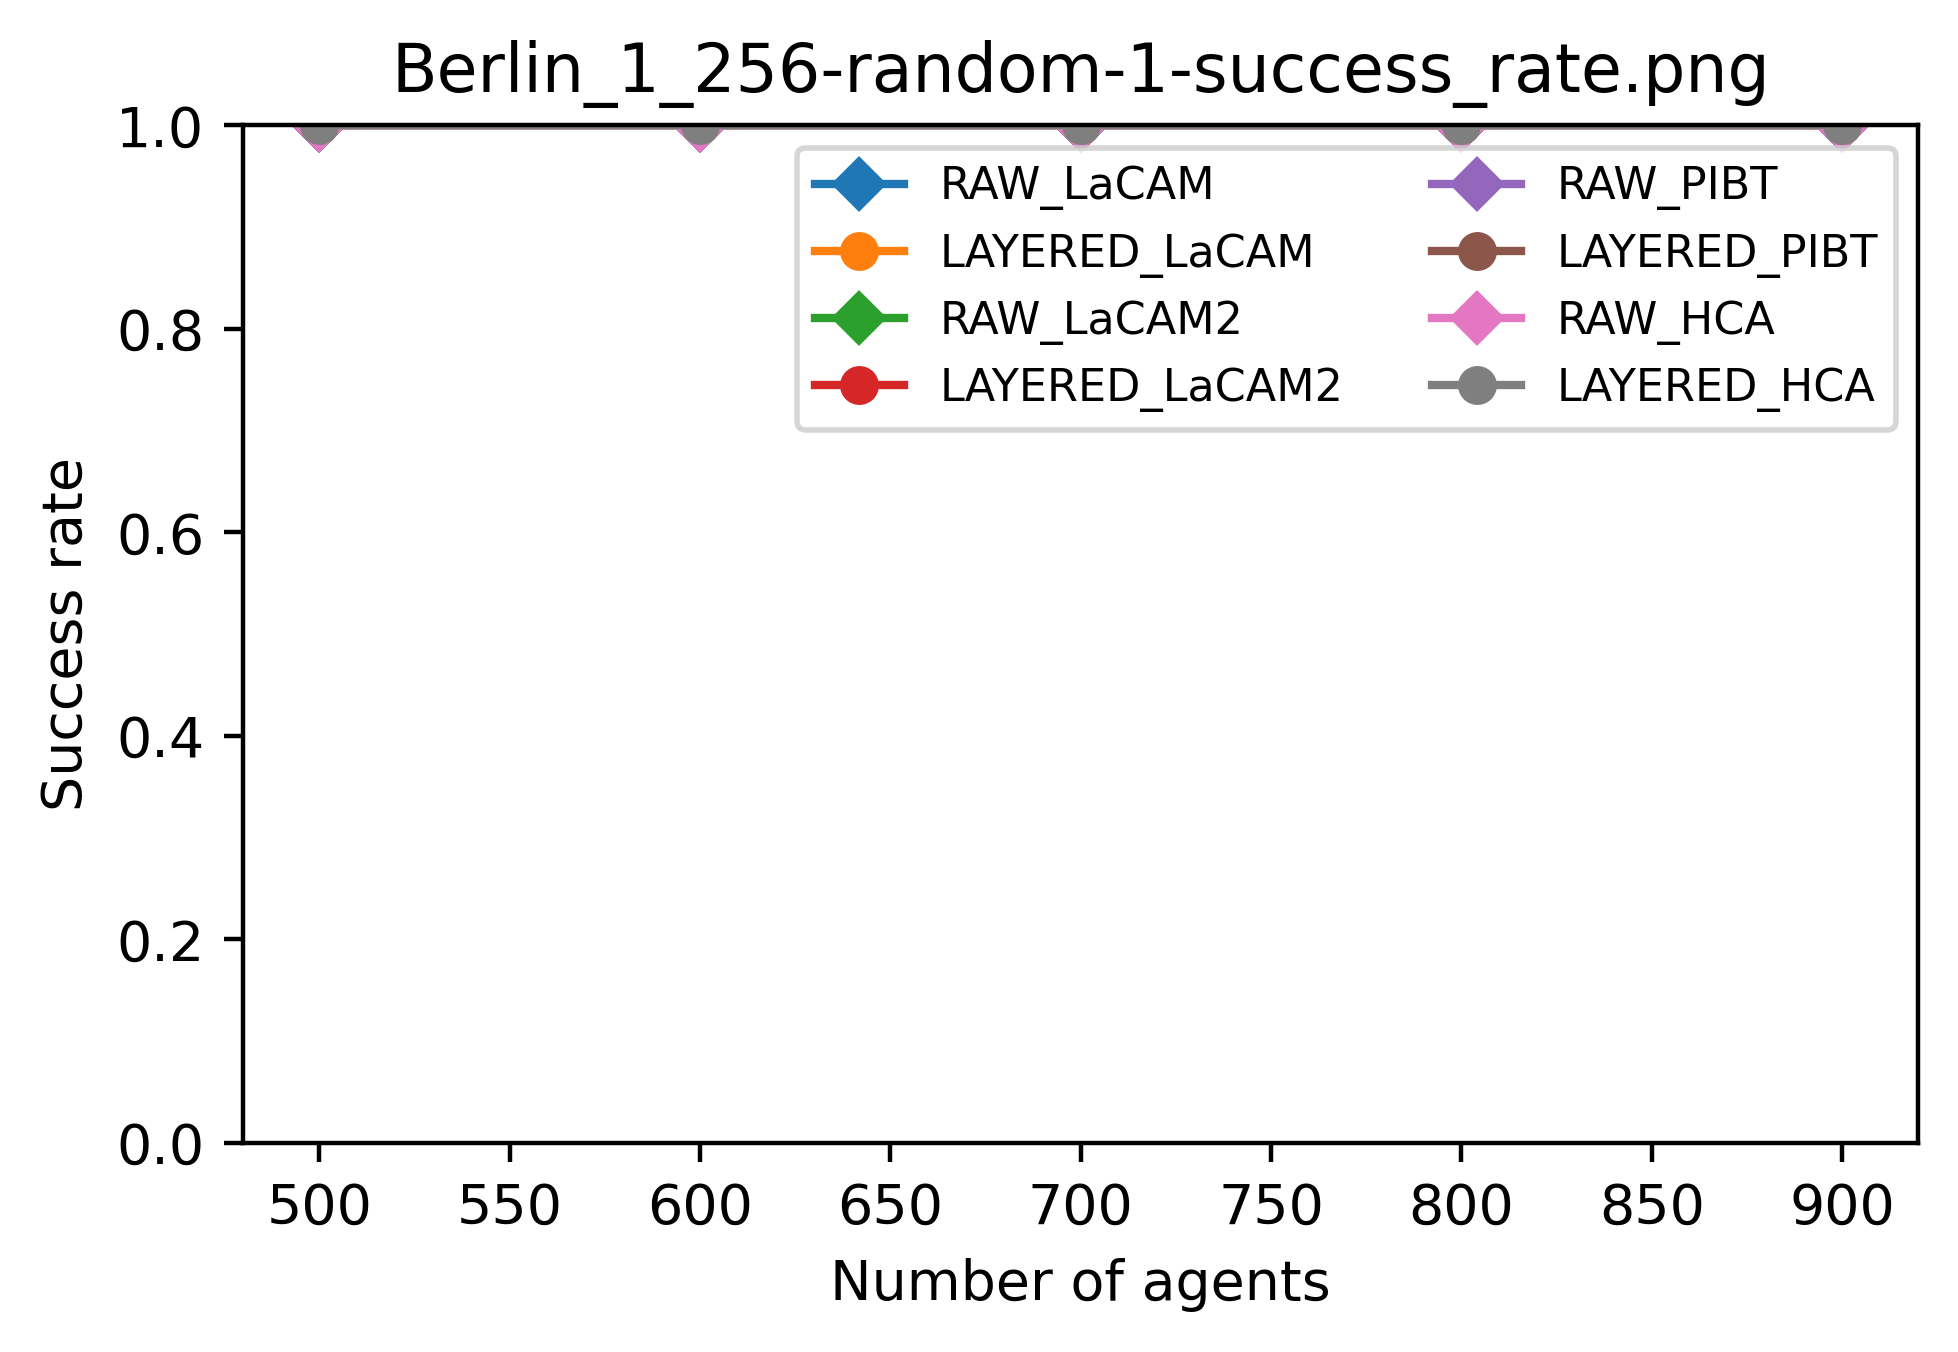 Berlin_1_256-random-1-success_rate.png
1.0
0.8
0.6
0.4
0.2
0.0
Success rate
RAW_LaCAM
LAYERED_LaCAM
RAW_LaCAM2
LAYERED_LaCAM2
RAW_PIBT
LAYERED_PIBT
RAW_HCA
LAYERED_HCA
500 550 600 650 700 750 800 850 900
Number of agents